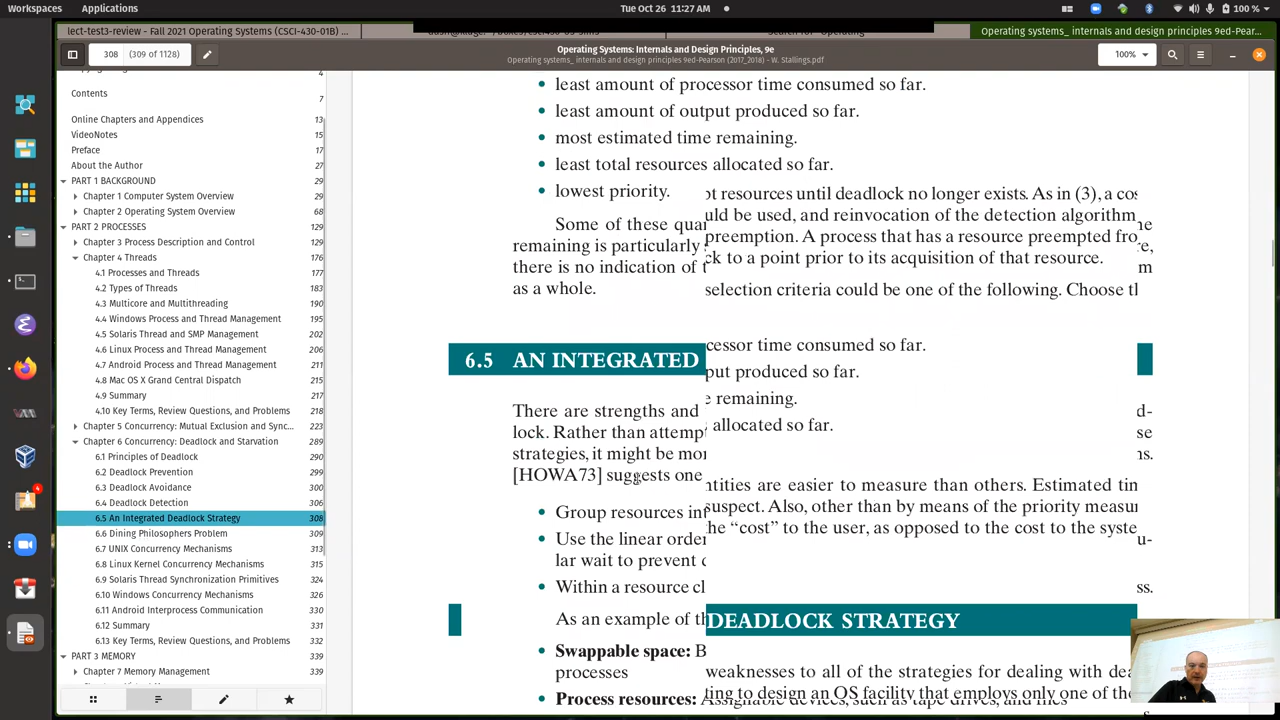 Workspaces Applications Tue Oct 26 11:27 AM 100 %
lect-test3-review - Fall 2021 Operating Systems (CSCI-430-01B) ...
Operating systems_ internals and design principles 9ed-Pear...
308 (309 of 1128)
Operating Systems: Internals and Design Principles, 9e
Operating systems_ internals and design principles 9ed-Pearson (2017_2018) - W. Stallings.pdf
100%
4
Contents 7
Online Chapters and Appendices 13
VideoNotes 15
Preface 17
About the Author 27
PART 1 BACKGROUND 29
Chapter 1 Computer System Overview 29
Chapter 2 Operating System Overview 68
PART 2 PROCESSES 129
Chapter 3 Process Description and Control 129
Chapter 4 Threads 176
4.1 Processes and Threads 177
4.2 Types of Threads 183
4.3 Multicore and Multithreading 190
4.4 Windows Process and Thread Management 195
4.5 Solaris Thread and SMP Management 202
4.6 Linux Process and Thread Management 206
4.7 Android Process and Thread Management 211
4.8 Mac OS X Grand Central Dispatch 215
4.9 Summary 217
4.10 Key Terms, Review Questions, and Problems 218
Chapter 5 Concurrency: Mutual Exclusion and Sync... 223
Chapter 6 Concurrency: Deadlock and Starvation 289
6.1 Principles of Deadlock 290
6.2 Deadlock Prevention 299
6.3 Deadlock Avoidance 300
6.4 Deadlock Detection 306
6.5 An Integrated Deadlock Strategy 308
6.6 Dining Philosophers Problem 309
6.7 UNIX Concurrency Mechanisms 313
6.8 Linux Kernel Concurrency Mechanisms 315
6.9 Solaris Thread Synchronization Primitives 324
6.10 Windows Concurrency Mechanisms 326
6.11 Android Interprocess Communication 330
6.12 Summary 331
6.13 Key Terms, Review Questions, and Problems 332
PART 3 MEMORY 339
Chapter 7 Memory Management 339
4
• least amount of processor time consumed so far.
• least amount of output produced so far.
• most estimated time remaining.
• least total resources allocated so far.
• lowest priority.
Some of these qua
remaining is particularly
there is no indication of t
as a whole.
6.5 AN INTEGRATED
There are strengths and
lock. Rather than attemp
strategies, it might be mo
[HOWA73] suggests one
• Group resources in
• Use the linear order
lar wait to prevent
• Within a resource cl
As an example of th
• Swappable space: B
processes
• Process resources: Assignable devices, such as tape drives, and files
resources until deadlock no longer exists. As in (3), a cos
uld be used, and reinvocation of the detection algorithm
preemption. A process that has a resource preempted fro
ck to a point prior to its acquisition of that resource.
selection criteria could be one of the following. Choose th
cessor time consumed so far.
put produced so far.
e remaining.
allocated so far.
ntities are easier to measure than others. Estimated tim
suspect. Also, other than by means of the priority measur
he “cost” to the user, as opposed to the cost to the syste
DEADLOCK STRATEGY
weaknesses to all of the strategies for dealing with dea
ting to design an OS facility that employs only one of the
ne
e,
m
d-
se
ns.
u-
ss.